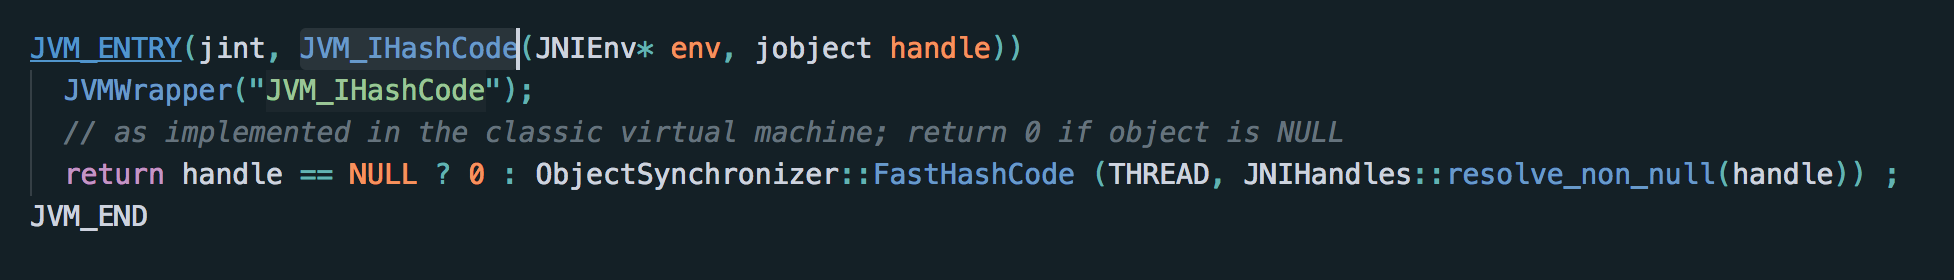 JVM_ENTRY(jint, JVM_IHashCode(JNIEnv* env, jobject handle))
  JVMWrapper("JVM_IHashCode");
  // as implemented in the classic virtual machine; return 0 if object is NULL
  return handle == NULL ? 0 : ObjectSynchronizer::FastHashCode (THREAD, JNIHandles::resolve_non_null(handle)) ;
JVM_END